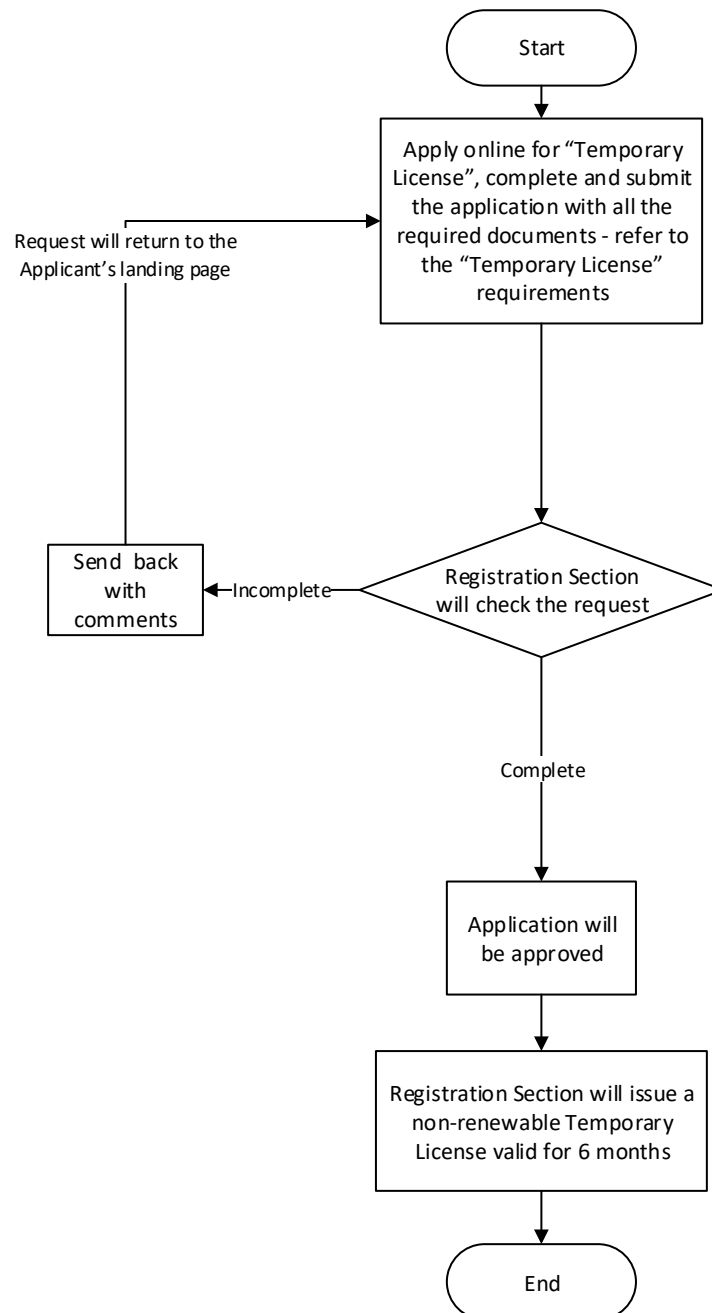 Start
Apply online for “Temporary
License”, complete and submit
the application with all the
required documents - refer to
the “Temporary License”
requirements
Request will return to the
Applicant’s landing page
Send  back
with
comments
Incomplete
Registration Section
will check the request
Complete
Application will
be approved
Registration Section will issue a
non-renewable Temporary
License valid for 6 months
End